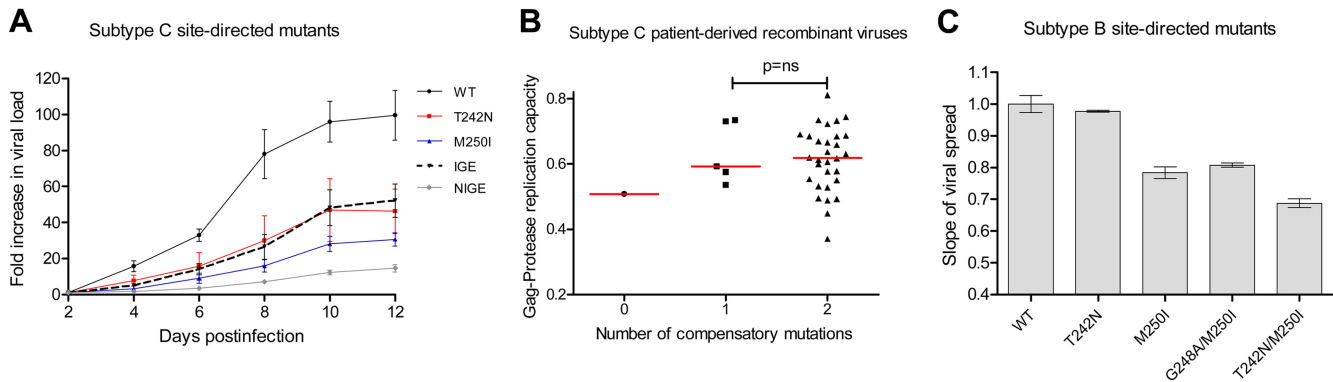 A
Subtype C site-directed mutants
Fold increase in viral load
120
100
80
60
40
20
0
2 4 6 8 10 12
Days postinfection
WT
T242N
M250I
IGE
NIGE
B
Subtype C patient-derived recombinant viruses
p=ns
Gag-Protease replication capacity
0.8
0.6
0.4
0.2
0 1 2
Number of compensatory mutations
C
Subtype B site-directed mutants
Slope of viral spread
1.1
1.0
0.9
0.8
0.7
0.6
0.5
0.4
WT
T242N
M250I
G248A/M250I
T242N/M250I